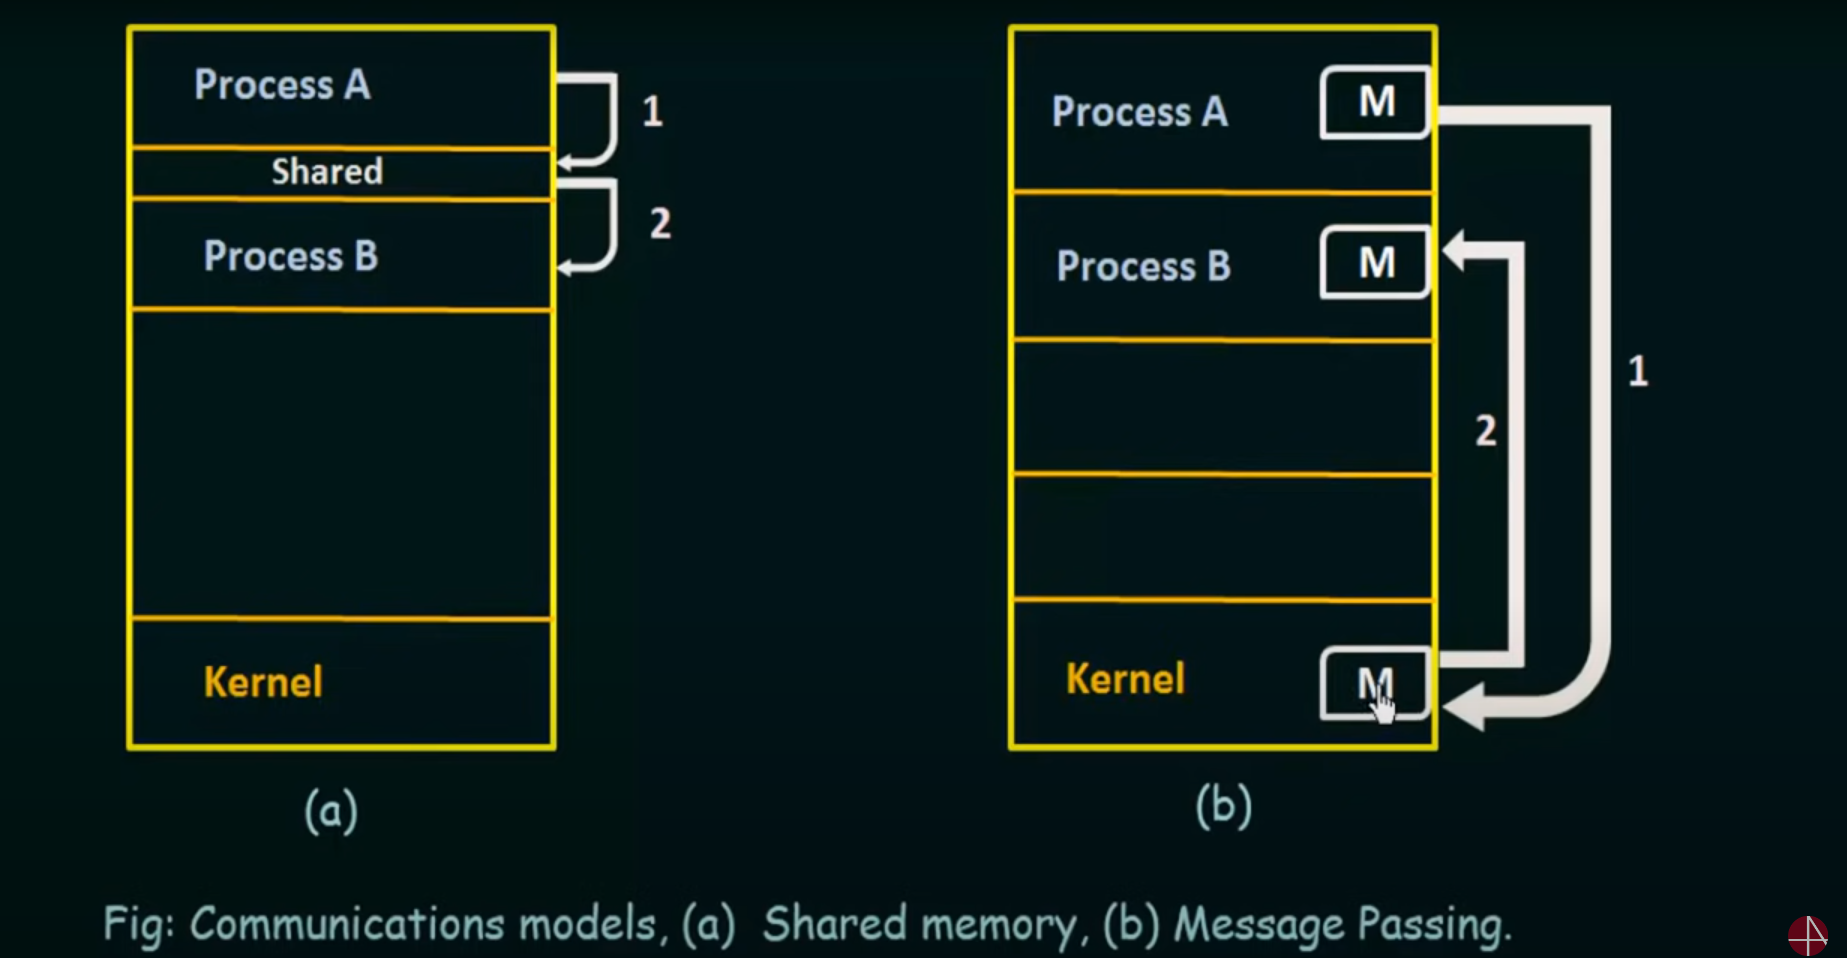 Process A
1
Shared
2
Process B
Kernel
(a)
Process A
M
Process B
M
1
2
Kernel
M
(b)
Fig: Communications models, (a) Shared memory, (b) Message Passing.